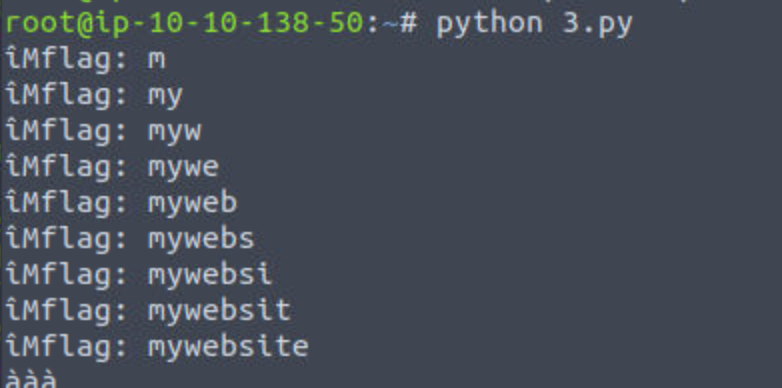 root@ip-10-10-138-50:~# python 3.py
îMflag: m
îMflag: my
îMflag: myw
îMflag: mywe
îMflag: myweb
îMflag: mywebs
îMflag: mywebsi
îMflag: mywebsit
îMflag: mywebsite
ààà